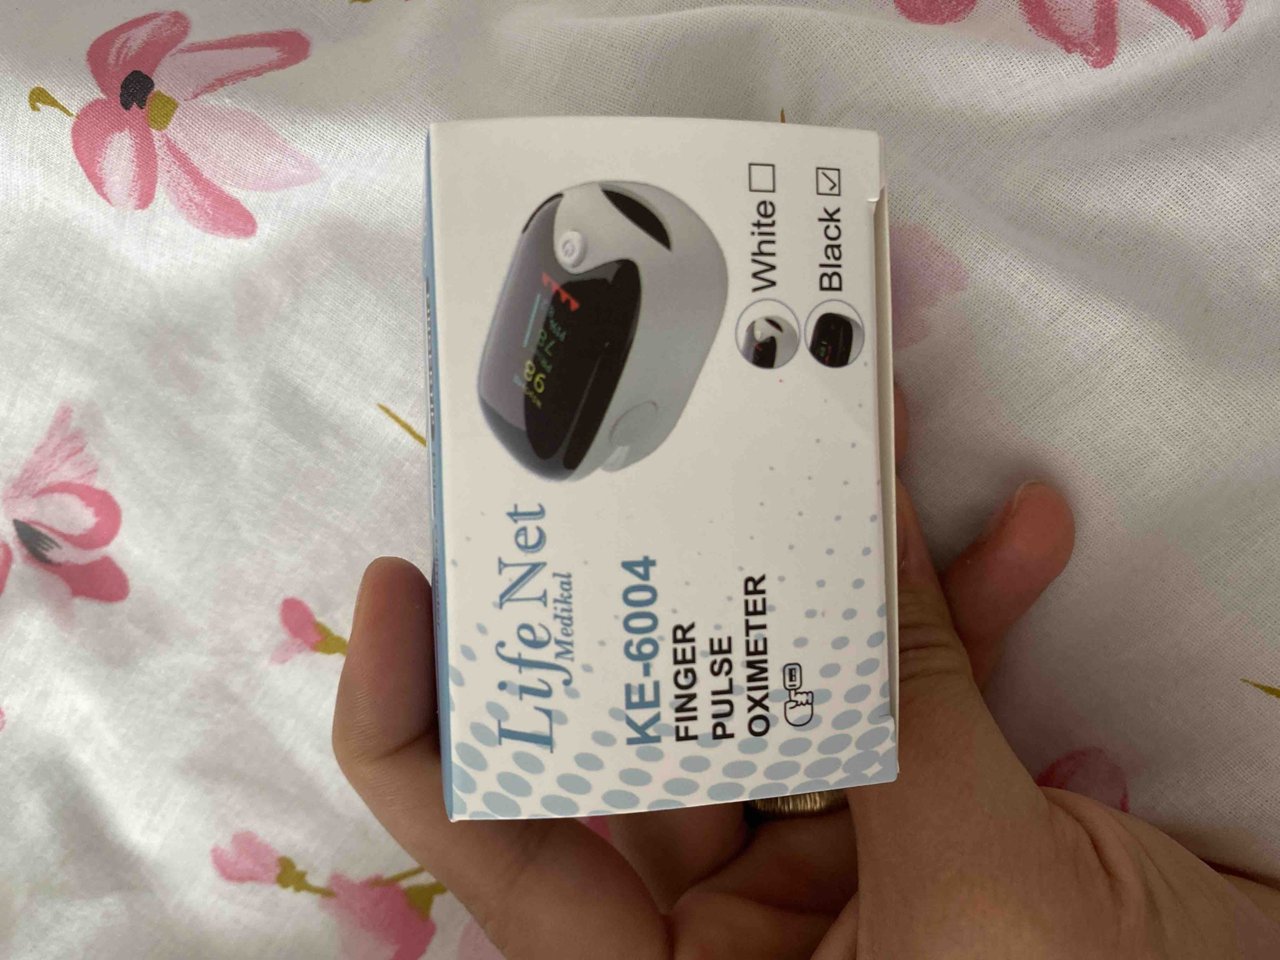 Life Net
Medikal
KE-6004
FINGER
PULSE
OXIMETER
White
Black